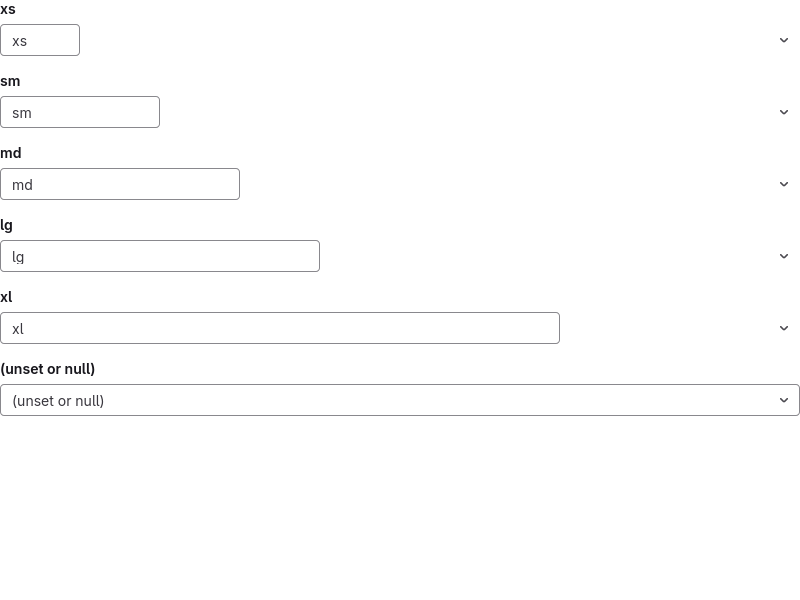 xs
xs
sm
sm
md
md
lg
lg
xl
xl
(unset or null)
(unset or null)